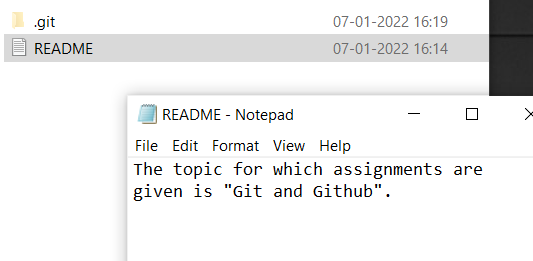 .git 07-01-2022 16:19
README 07-01-2022 16:14
README - Notepad
File Edit Format View Help
The topic for which assignments are
given is "Git and Github".